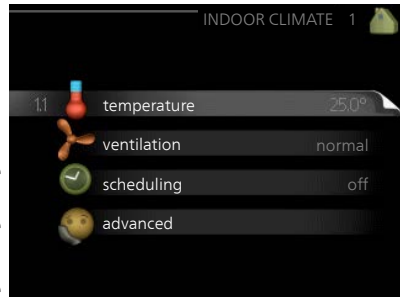 INDOOR CLIMATE 1
1.1 temperature 25.0°
ventilation normal
scheduling off
advanced